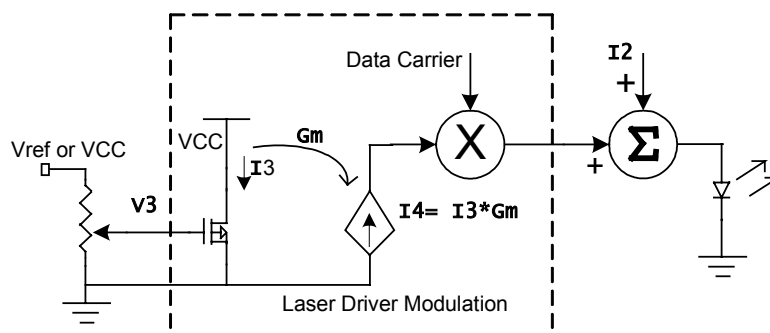 I2
Data Carrier
+
Gm
VCC
Vref or VCC
X
Σ
I3
+
V3
I4= I3*Gm
Laser Driver Modulation